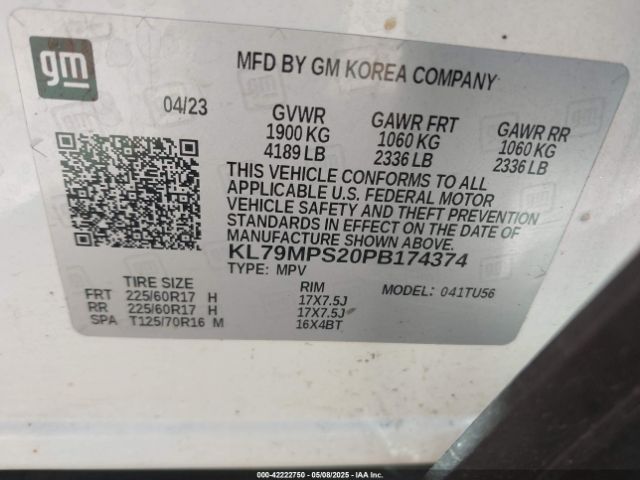 gm
MFD BY GM KOREA COMPANY
04/23
GVWR
1900 KG
4189 LB
GAWR FRT
1060 KG
2336 LB
GAWR RR
1060 KG
2336 LB
THIS VEHICLE CONFORMS TO ALL
APPLICABLE U.S. FEDERAL MOTOR
VEHICLE SAFETY AND THEFT PREVENTION
STANDARDS IN EFFECT ON THE DATE OF
MANUFACTURE SHOWN ABOVE.
KL79MPS20PB174374
TYPE: MPV
MODEL: 041TU56
TIRE SIZE RIM
FRT 225/60R17 H 17X7.5J
RR 225/60R17 H 17X7.5J
SPA T125/70R16 M 16X4BT
000-42222750 | 05/08/2025 | IAA Inc.